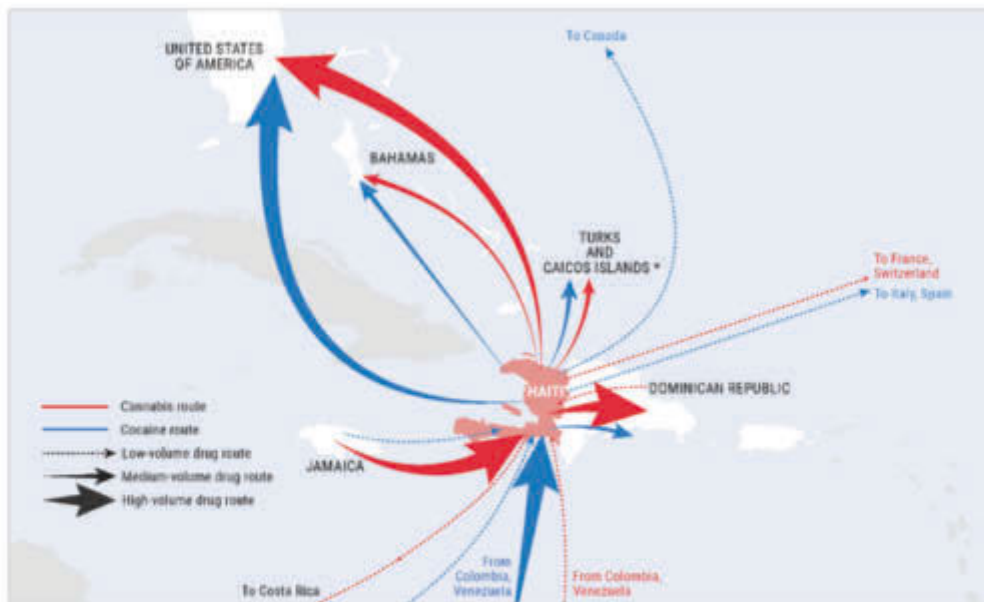 UNITED STATES
OF AMERICA
To Canada
BAHAMAS
TURKS
AND
CAICOS ISLANDS *
To France,
Switzerland
To Italy, Spain
HAITI
DOMINICAN REPUBLIC
Cannabis route
Cocaine route
Low-volume drug route
Medium-volume drug route
High volume drug route
JAMAICA
To Costa Rica
From
Colombia,
Venezuela
From Colombia,
Venezuela